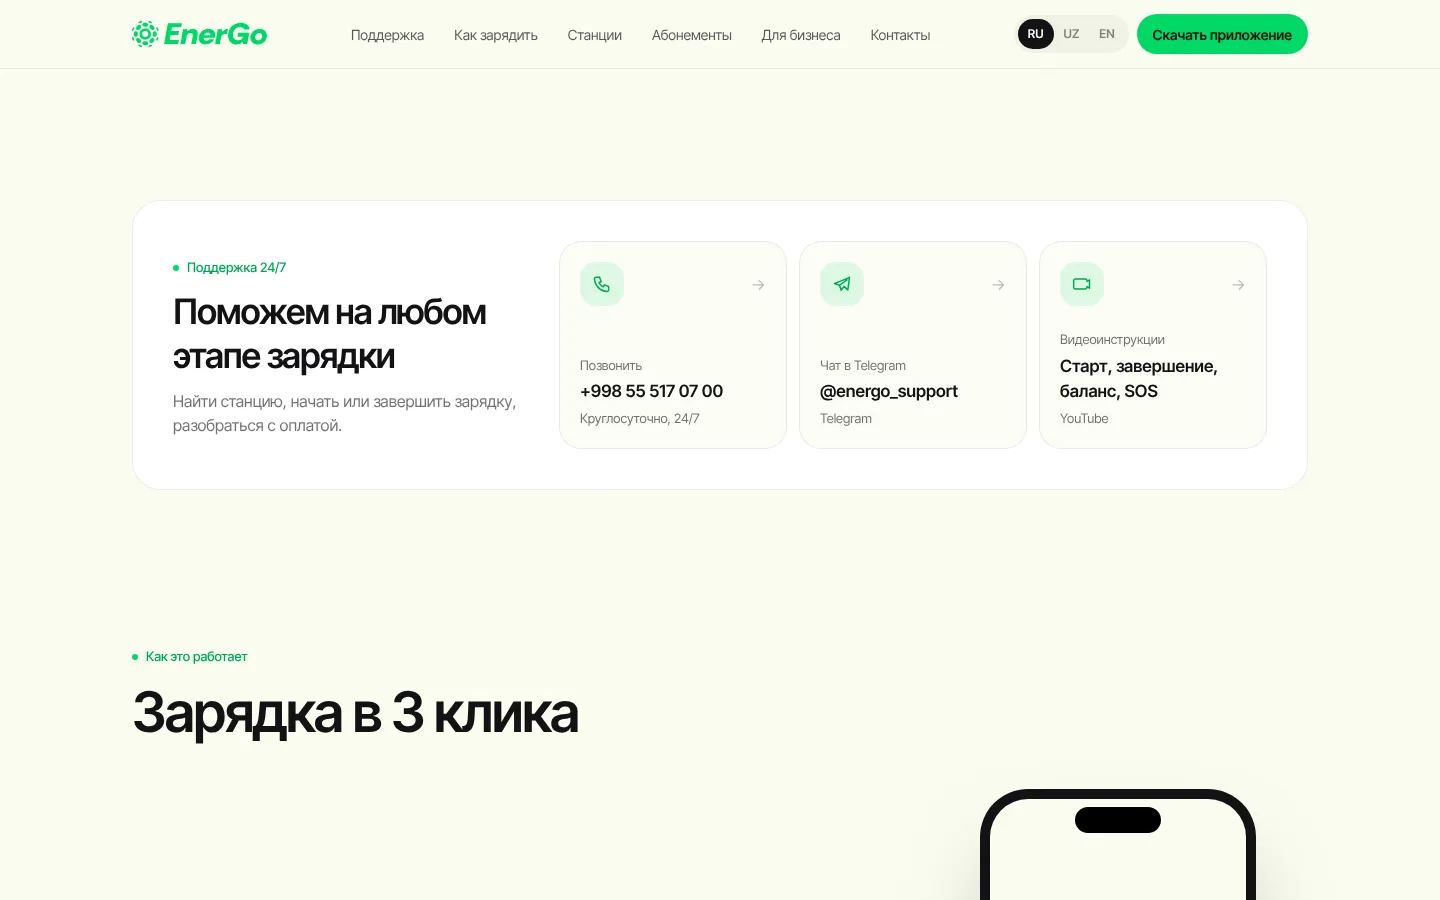 EnerGo
Поддержка
Как зарядить
Станции
Абонементы
Для бизнеса
Контакты
RU
UZ
EN
Скачать приложение
Поддержка 24/7
Поможем на любом
этапе зарядки
Найти станцию, начать или завершить зарядку,
разобраться с оплатой.
Позвонить
+998 55 517 07 00
Круглосуточно, 24/7
Чат в Telegram
@energo_support
Telegram
Видеоинструкции
Старт, завершение,
баланс, SOS
YouTube
Как это работает
Зарядка в 3 клика